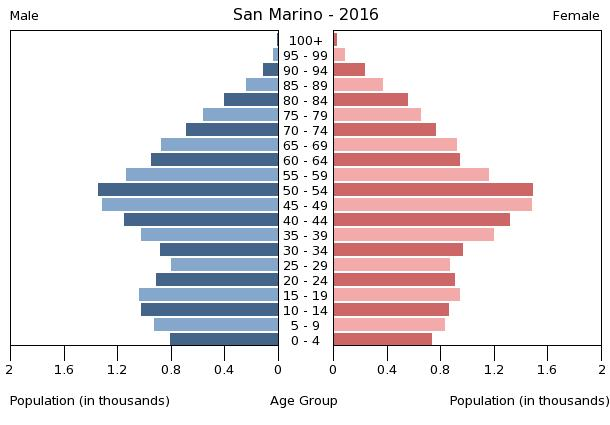 Male San Marino - 2016 Female
100+
95 - 99
90 - 94
85 - 89
80 - 84
75 - 79
70 - 74
65 - 69
60 - 64
55 - 59
50 - 54
45 - 49
40 - 44
35 - 39
30 - 34
25 - 29
20 - 24
15 - 19
10 - 14
5 - 9
0 - 4
2 1.6 1.2 0.8 0.4 0 0 0.4 0.8 1.2 1.6 2
Population (in thousands) Age Group Population (in thousands)